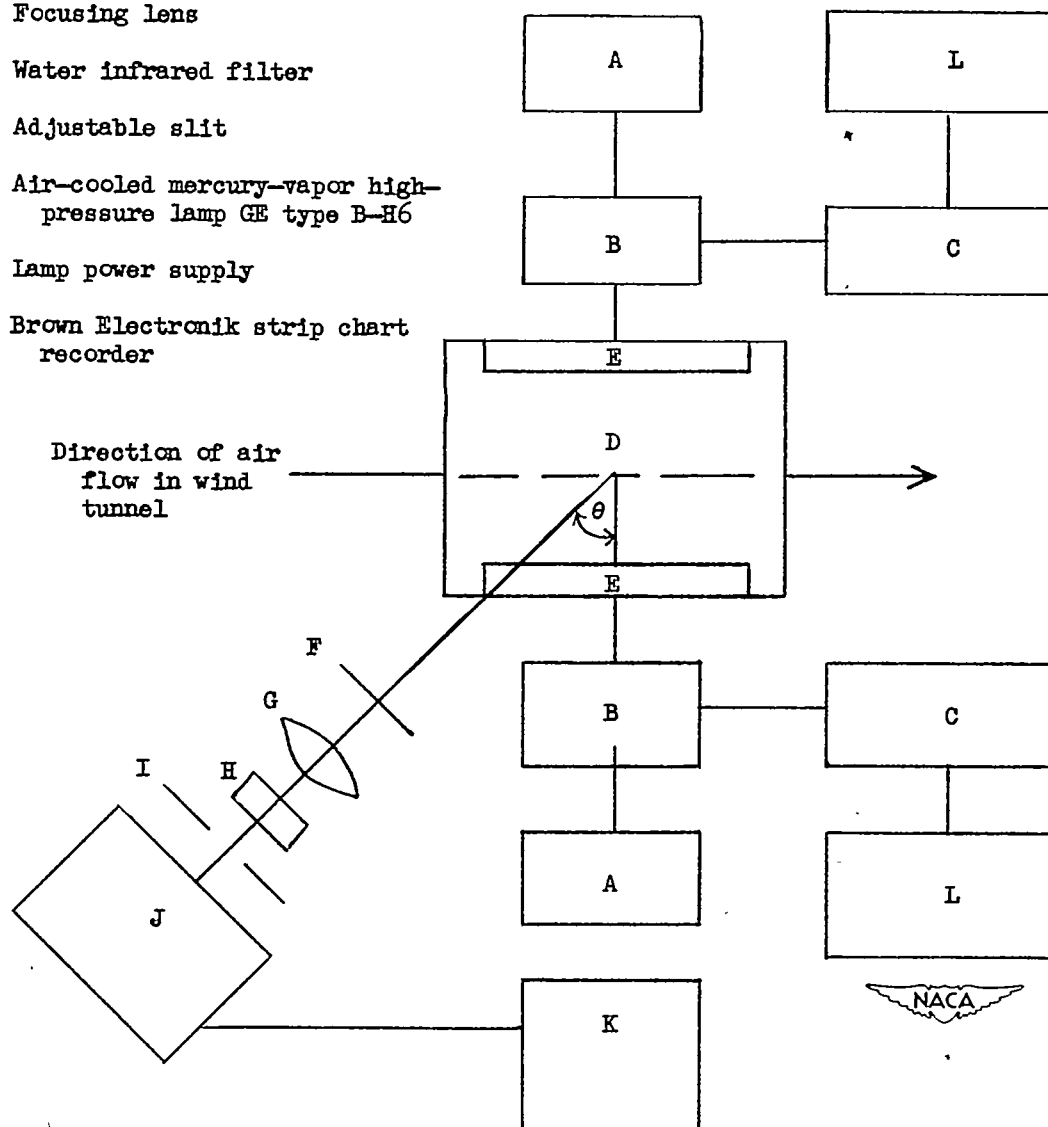 Focusing lens
Water infrared filter
Adjustable slit
Air-cooled mercury-vapor high-
pressure lamp GE type B-H6
Lamp power supply
Brown Electronik strip chart
recorder
A
L
B
C
E
Direction of air
flow in wind
tunnel
D
θ
E
F
G
B
C
I
H
J
A
L
K
NACA